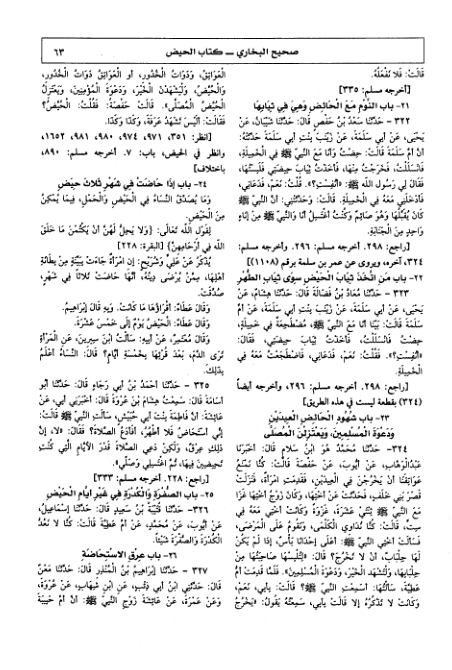 صحيح البخاري ــ كتاب الحيض
٦٣
قَالَتْ: فَلَا نَفْعَلُهُ.
[أخرجه مسلم: ٣٣٥]
٢١- باب النَّوْمِ مَعَ الْحَائِضِ وَهِيَ فِي ثِيَابِهَا
٣٢٢ - حَدَّثَنَا سَعْدُ بْنُ حَفْصٍ قَالَ: حَدَّثَنَا شَيْبَانُ، عَنْ
يَحْيَى، عَنْ أَبِي سَلَمَةَ، عَنْ زَيْنَبَ بِنْتِ أَبِي سَلَمَةَ حَدَّثَتْهُ:
أَنَّ أُمَّ سَلَمَةَ قَالَتْ: حِضْتُ وَأَنَا مَعَ النَّبِيِّ ﷺ فِي الْخَمِيلَةِ،
فَانْسَلَلْتُ، فَخَرَجْتُ مِنْهَا، فَأَخَذْتُ ثِيَابَ حِيضَتِي فَلَبِسْتُهَا،
فَقَالَ لِي رَسُولُ اللهِ ﷺ: «أَنُفِسْتِ؟». قُلْتُ: نَعَمْ، فَدَعَانِي،
فَأَدْخَلَنِي مَعَهُ فِي الْخَمِيلَةِ. قَالَتْ: وَحَدَّثَتْنِي: أَنَّ النَّبِيَّ ﷺ
كَانَ يُقَبِّلُهَا وَهُوَ صَائِمٌ وَكُنْتُ أَغْتَسِلُ أَنَا وَالنَّبِيُّ ﷺ مِنْ إِنَاءٍ
وَاحِدٍ مِنَ الْجَنَابَةِ.
[راجع: ٢٩٨. أخرجه مسلم: ٢٩٦. وأخرجه مسلم:
٣٢٤، آخره، ويروى عن عمر بن سلمة برقم (١١٠٨)]
٢٢- باب مَنِ اتَّخَذَ ثِيَابَ الْحَيْضِ سِوَى ثِيَابِ الطُّهْرِ
٣٢٣ - حَدَّثَنَا مُعَاذُ بْنُ فَضَالَةَ قَالَ: حَدَّثَنَا هِشَامٌ، عَنْ
يَحْيَى، عَنْ أَبِي سَلَمَةَ، عَنْ زَيْنَبَ بِنْتِ أَبِي سَلَمَةَ، عَنْ أُمِّ
سَلَمَةَ قَالَتْ: بَيْنَا أَنَا مَعَ النَّبِيِّ ﷺ، مُضْطَجِعَةٌ فِي خَمِيلَةٍ،
حِضْتُ فَانْسَلَلْتُ، فَأَخَذْتُ ثِيَابَ حِيضَتِي، فَقَالَ:
«أَنُفِسْتِ؟». فَقُلْتُ: نَعَمْ، فَدَعَانِي، فَاضْطَجَعْتُ مَعَهُ فِي
الْخَمِيلَةِ.
[راجع: ٢٩٨. أخرجه مسلم: ٢٩٦، وأخرجه أيضاً
(٣٢٤) بقطعة ليست في هذه الطريق]
٢٣- باب شُهُودِ الْحَائِضِ الْعِيدَيْنِ
وَدَعْوَةَ الْمُسْلِمِينَ، وَيَعْتَزِلْنَ الْمُصَلَّى
٣٢٤ - حَدَّثَنَا مُحَمَّدٌ هُوَ ابْنُ سَلَامٍ قَالَ: أَخْبَرَنَا
عَبْدُالْوَهَّابِ، عَنْ أَيُّوبَ، عَنْ حَفْصَةَ قَالَتْ: كُنَّا نَمْنَعُ
عَوَاتِقَنَا أَنْ يَخْرُجْنَ فِي الْعِيدَيْنِ، فَقَدِمَتِ امْرَأَةٌ، فَنَزَلَتْ
قَصْرَ بَنِي خَلَفٍ، فَحَدَّثَتْ عَنْ أُخْتِهَا، وَكَانَ زَوْجُ أُخْتِهَا غَزَا
مَعَ النَّبِيِّ ﷺ ثِنْتَيْ عَشْرَةَ، غَزْوَةً وَكَانَتْ أُخْتِي مَعَهُ فِي
سِتٍّ، قَالَتْ: كُنَّا نُدَاوِي الْكَلْمَى، وَنَقُومُ عَلَى الْمَرْضَى،
فَسَأَلَتْ أُخْتِي النَّبِيَّ ﷺ: أَعَلَى إِحْدَانَا بَأْسٌ، إِذَا لَمْ يَكُنْ
لَهَا جِلْبَابٌ، أَنْ لَا تَخْرُجَ؟ قَالَ: «لِتُلْبِسْهَا صَاحِبَتُهَا مِنْ
جِلْبَابِهَا، وَلْتَشْهَدِ الْخَيْرَ، وَدَعْوَةَ الْمُسْلِمِينَ». فَلَمَّا قَدِمَتْ أُمُّ
عَطِيَّةَ، سَأَلْتُهَا: أَسَمِعْتِ النَّبِيَّ ﷺ؟ قَالَتْ: بِأَبِي، نَعَمْ،
وَكَانَتْ لَا تَذْكُرُهُ إِلَّا قَالَتْ بِأَبِي، سَمِعْتُهُ يَقُولُ: «يَخْرُجُ
الْعَوَاتِقُ، وَذَوَاتُ الْخُدُورِ، أَوِ الْعَوَاتِقُ ذَوَاتُ الْخُدُورِ،
وَالْحُيَّضُ، وَلْيَشْهَدْنَ الْخَيْرَ، وَدَعْوَةَ الْمُؤْمِنِينَ، وَيَعْتَزِلُ
الْحُيَّضُ الْمُصَلَّى». قَالَتْ حَفْصَةُ: فَقُلْتُ: الْحُيَّضُ؟
فَقَالَتْ: أَلَيْسَ تَشْهَدُ عَرَفَةَ، وَكَذَا وَكَذَا.
[انظر: ٣٥١، ٩٧١، ٩٧٤، ٩٨٠، ٩٨١، ١٦٥٢،
وانظر في الحيض، باب: ٧. أخرجه مسلم: ٨٩٠،
باختلاف]
٢٤- باب إِذَا حَاضَتْ فِي شَهْرٍ ثَلَاثَ حِيَضٍ
وَمَا يُصَدَّقُ النِّسَاءُ فِي الْحَيْضِ وَالْحَمْلِ، فِيمَا يُمْكِنُ
مِنَ الْحَيْضِ.
لِقَوْلِ اللهِ تَعَالَى: {وَلَا يَحِلُّ لَهُنَّ أَنْ يَكْتُمْنَ مَا خَلَقَ
اللهُ فِي أَرْحَامِهِنَّ} [البقرة: ٢٢٨]
يُذْكَرُ عَنْ عَلِيٍّ وَشُرَيْحٍ: إِنِ امْرَأَةٌ جَاءَتْ بِبَيِّنَةٍ مِنْ بِطَانَةِ
أَهْلِهَا، مِمَّنْ يُرْضَى دِينُهُ، أَنَّهَا حَاضَتْ ثَلَاثاً فِي شَهْرٍ،
صُدِّقَتْ.
وَقَالَ عَطَاءٌ: أَقْرَاؤُهَا مَا كَانَتْ. وَبِهِ قَالَ إِبْرَاهِيمُ.
وَقَالَ عَطَاءٌ: الْحَيْضُ يَوْمٌ إِلَى خَمْسَ عَشْرَةَ.
وَقَالَ مُعْتَمِرٌ، عَنْ أَبِيهِ: سَأَلْتُ ابْنَ سِيرِينَ، عَنِ الْمَرْأَةِ
تَرَى الدَّمَ، بَعْدَ قَرْئِهَا بِخَمْسَةِ أَيَّامٍ؟ قَالَ: النِّسَاءُ أَعْلَمُ
بِذَلِكَ.
٣٢٥ - حَدَّثَنَا أَحْمَدُ بْنُ أَبِي رَجَاءٍ قَالَ: حَدَّثَنَا أَبُو
أُسَامَةَ قَالَ: سَمِعْتُ هِشَامَ بْنَ عُرْوَةَ قَالَ: أَخْبَرَنِي أَبِي، عَنْ
عَائِشَةَ: أَنَّ فَاطِمَةَ بِنْتَ أَبِي حُبَيْشٍ، سَأَلَتِ النَّبِيَّ ﷺ، قَالَتْ:
إِنِّي أُسْتَحَاضُ فَلَا أَطْهُرُ، أَفَأَدَعُ الصَّلَاةَ؟ فَقَالَ: «لَا، إِنَّ
ذَلِكِ عِرْقٌ، وَلَكِنْ دَعِي الصَّلَاةَ قَدْرَ الْأَيَّامِ الَّتِي كُنْتِ
تَحِيضِينَ فِيهَا، ثُمَّ اغْتَسِلِي وَصَلِّي».
[راجع: ٢٢٨. أخرجه مسلم: ٣٣٣]
٢٥- باب الصُّفْرَةِ وَالْكُدْرَةِ فِي غَيْرِ أَيَّامِ الْحَيْضِ
٣٢٦- حَدَّثَنَا قُتَيْبَةُ بْنُ سَعِيدٍ قَالَ: حَدَّثَنَا إِسْمَاعِيلُ،
عَنْ أَيُّوبَ، عَنْ مُحَمَّدٍ، عَنْ أُمِّ عَطِيَّةَ قَالَتْ: كُنَّا لَا نَعُدُّ
الْكُدْرَةَ وَالصُّفْرَةَ شَيْئاً.
٢٦- باب عِرْقِ الِاسْتِحَاضَةِ
٣٢٧ - حَدَّثَنَا إِبْرَاهِيمُ بْنُ الْمُنْذِرِ قَالَ: حَدَّثَنَا مَعْنٌ
قَالَ: حَدَّثَنِي ابْنُ أَبِي ذِئْبٍ، عَنِ ابْنِ شِهَابٍ، عَنْ عُرْوَةَ،
وَعَنْ عَمْرَةَ، عَنْ عَائِشَةَ زَوْجِ النَّبِيِّ ﷺ: أَنَّ أُمَّ حَبِيبَةَ